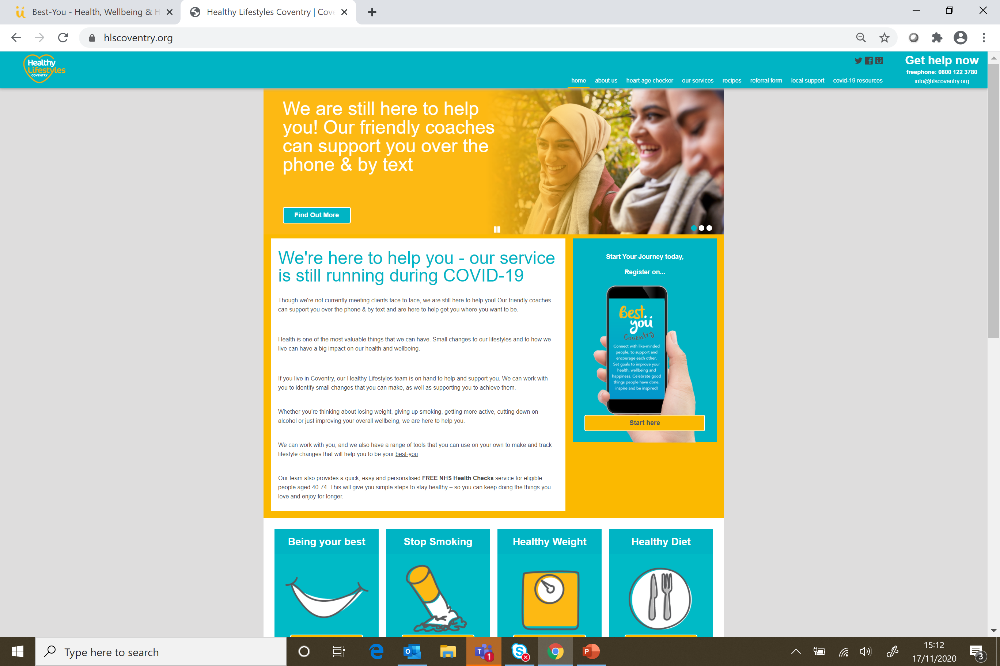 Best-You - Health, Wellbeing & H
Healthy Lifestyles Coventry | Cov
hlscoventry.org
Healthy
Lifestyles
COVENTRY
Get help now
freephone: 0800 122 3780
info@hlscoventry.org
home about us heart age checker our services recipes referral form local support covid-19 resources
We are still here to help
you! Our friendly coaches
can support you over the
phone & by text
Find Out More
We're here to help you - our service
is still running during COVID-19
Though we're not currently meeting clients face to face, we are still here to help you! Our friendly coaches
can support you over the phone & by text and are here to help get you where you want to be.
Health is one of the most valuable things that we can have. Small changes to our lifestyles and to how we
live can have a big impact on our health and wellbeing.
If you live in Coventry, our Healthy Lifestyles team is on hand to help and support you. We can work with
you to identify small changes that you can make, as well as supporting you to achieve them.
Whether you’re thinking about losing weight, giving up smoking, getting more active, cutting down on
alcohol or just improving your overall wellbeing, we are here to help you.
We can work with you, and we also have a range of tools that you can use on your own to make and track
lifestyle changes that will help you to be your best-you.
Our team also provides a quick, easy and personalised FREE NHS Health Checks service for eligible
people aged 40-74. This will give you simple steps to stay healthy – so you can keep doing the things you
love and enjoy for longer.
Start Your Journey today,
Register on...
Best
yoü
Coventry
Connect with like-minded
people, to support and
encourage each other.
Set goals to improve your
health, wellbeing and
happiness. Celebrate good
things people have done,
inspire and be inspired!
Start here
Being your best
Stop Smoking
Healthy Weight
Healthy Diet
Type here to search
1
15:12
17/11/2020
3